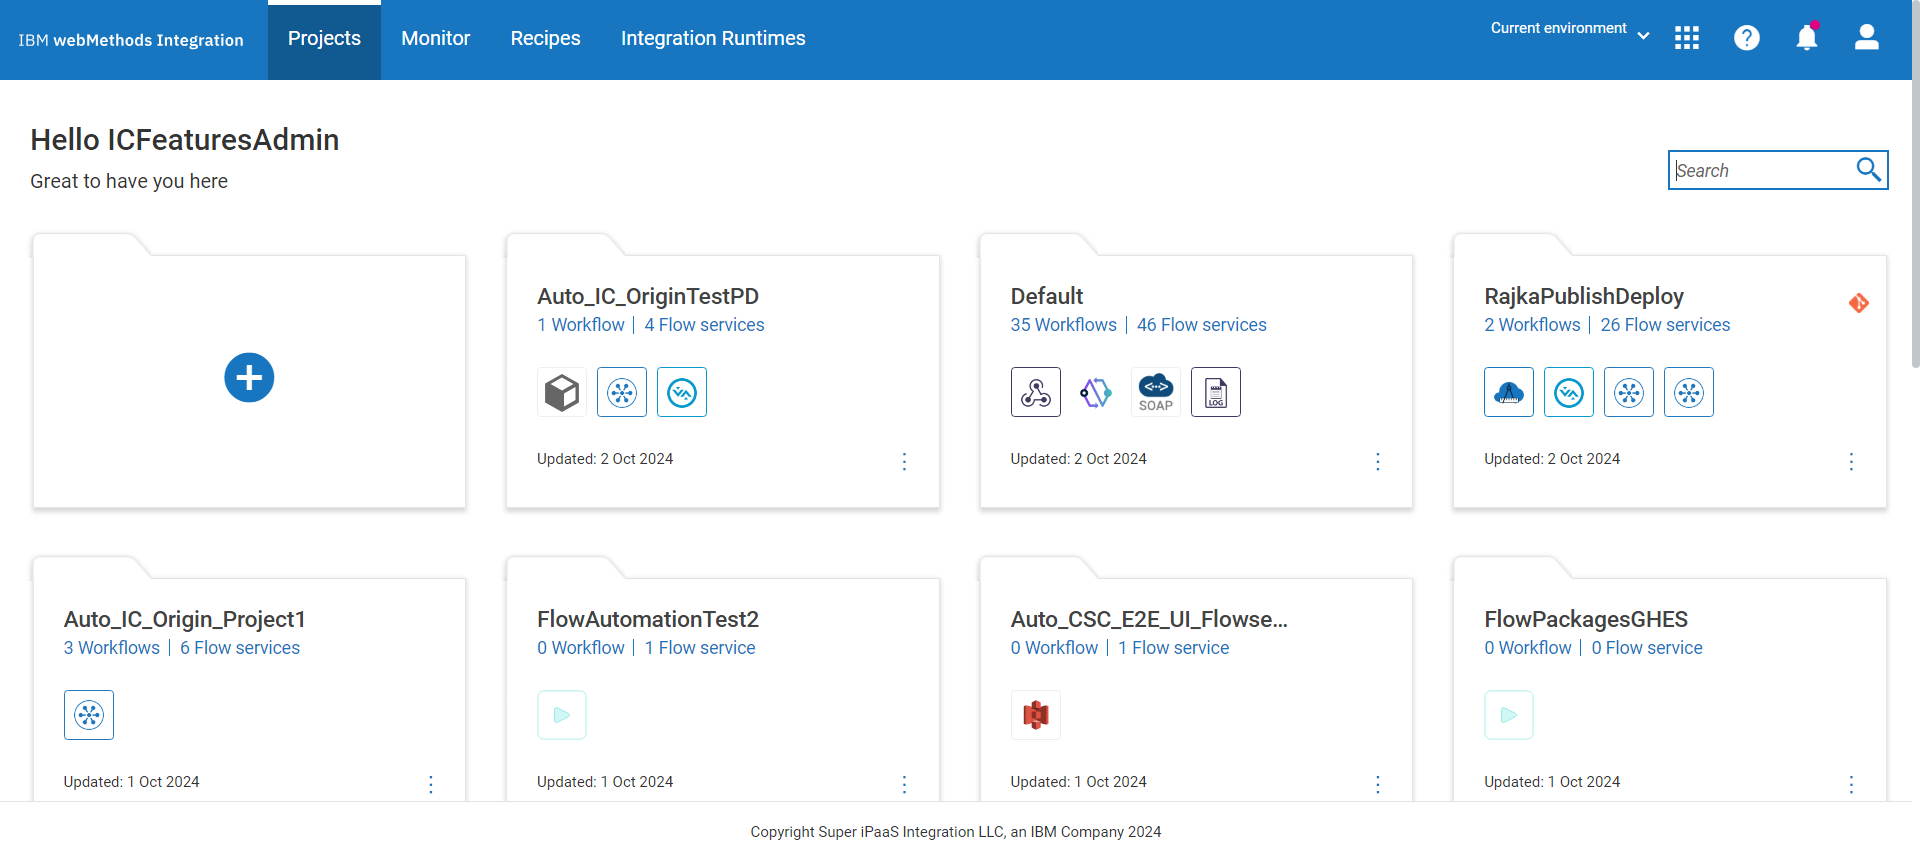 IBM webMethods Integration
Projects
Monitor
Recipes
Integration Runtimes
Current environment
Hello ICFeaturesAdmin
Great to have you here
Search
Auto_IC_OriginTestPD
1 Workflow | 4 Flow services
Updated: 2 Oct 2024
Default
35 Workflows | 46 Flow services
SOAP
LOG
Updated: 2 Oct 2024
RajkaPublishDeploy
2 Workflows | 26 Flow services
Updated: 2 Oct 2024
Auto_IC_Origin_Project1
3 Workflows | 6 Flow services
Updated: 1 Oct 2024
FlowAutomationTest2
0 Workflow | 1 Flow service
Updated: 1 Oct 2024
Auto_CSC_E2E_UI_Flowse...
0 Workflow | 1 Flow service
Updated: 1 Oct 2024
FlowPackagesGHES
0 Workflow | 0 Flow service
Updated: 1 Oct 2024
Copyright Super iPaaS Integration LLC, an IBM Company 2024